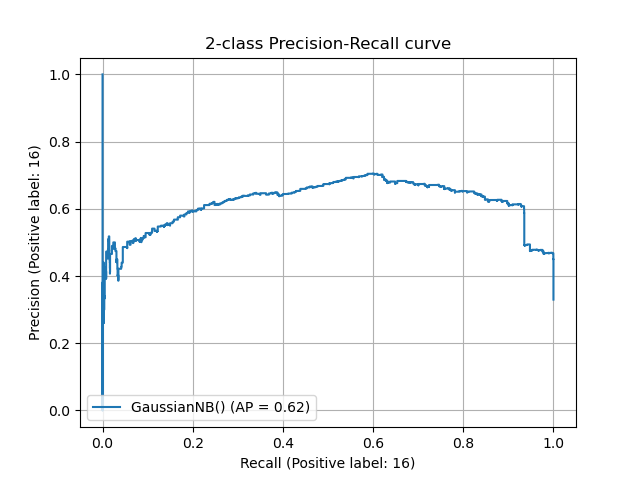 2-class Precision-Recall curve
1.0
0.8
0.6
0.4
0.2
0.0
Precision (Positive label: 16)
GaussianNB() (AP = 0.62)
0.0 0.2 0.4 0.6 0.8 1.0
Recall (Positive label: 16)